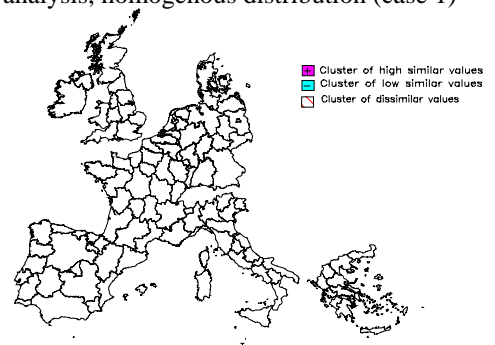 analysis, homogenous distribution (case 1)
+ Cluster of high similar values
− Cluster of low similar values
Cluster of dissimilar values